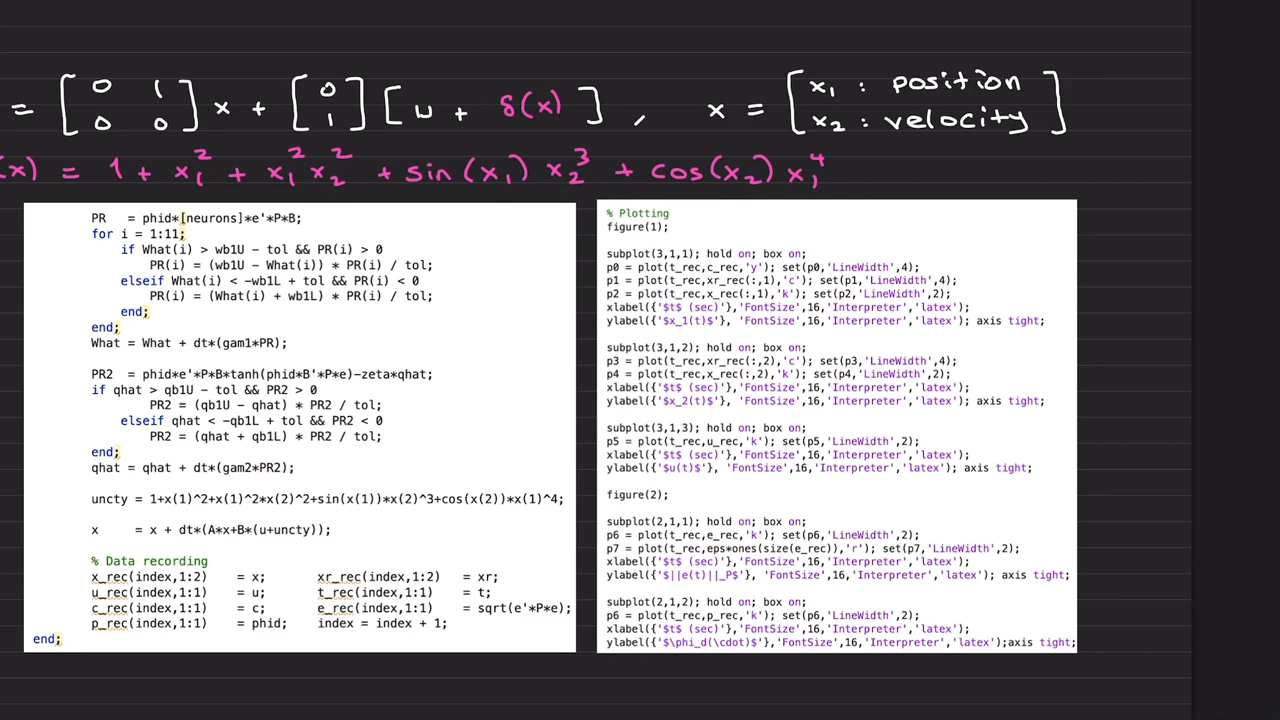 = [ 0 1 0 0 ] x + [ 0 1 ] [ u + δ(x) ] , x = [ x₁ : position
x₂ : velocity ]
(x) = 1 + x₁² + x₁² x₂² + sin(x₁) x₂³ + cos(x₂) x₁⁴
PR = phid*[neurons]*e'*P*B;
for i = 1:11;
if What(i) > wb1U - tol && PR(i) > 0
PR(i) = (wb1U - What(i)) * PR(i) / tol;
elseif What(i) < -wb1L + tol && PR(i) < 0
PR(i) = (What(i) + wb1L) * PR(i) / tol;
end;
end;
What = What + dt*(gam1*PR);
PR2 = phid*e'*P*B*tanh(phid*B'*P*e)-zeta*qhat;
if qhat > qb1U - tol && PR2 > 0
PR2 = (qb1U - qhat) * PR2 / tol;
elseif qhat < -qb1L + tol && PR2 < 0
PR2 = (qhat + qb1L) * PR2 / tol;
end;
qhat = qhat + dt*(gam2*PR2);
uncty = 1+x(1)^2+x(1)^2*x(2)^2+sin(x(1))*x(2)^3+cos(x(2))*x(1)^4;
x = x + dt*(A*x+B*(u+uncty));
% Data recording
x_rec(index,1:2) = x; xr_rec(index,1:2) = xr;
u_rec(index,1:1) = u; t_rec(index,1:1) = t;
c_rec(index,1:1) = c; e_rec(index,1:1) = sqrt(e'*P*e);
p_rec(index,1:1) = phid; index = index + 1;
end;
% Plotting
figure(1);
subplot(3,1,1); hold on; box on;
p0 = plot(t_rec,c_rec,'y'); set(p0,'LineWidth',4);
p1 = plot(t_rec,xr_rec(:,1),'c'); set(p1,'LineWidth',4);
p2 = plot(t_rec,x_rec(:,1),'k'); set(p2,'LineWidth',2);
xlabel({'$t$ (sec)'},'FontSize',16,'Interpreter','latex');
ylabel({'$x_1(t)$'}, 'FontSize',16,'Interpreter','latex'); axis tight;
subplot(3,1,2); hold on; box on;
p3 = plot(t_rec,xr_rec(:,2),'c'); set(p3,'LineWidth',4);
p4 = plot(t_rec,x_rec(:,2),'k'); set(p4,'LineWidth',2);
xlabel({'$t$ (sec)'},'FontSize',16,'Interpreter','latex');
ylabel({'$x_2(t)$'}, 'FontSize',16,'Interpreter','latex'); axis tight;
subplot(3,1,3); hold on; box on;
p5 = plot(t_rec,u_rec,'k'); set(p5,'LineWidth',2);
xlabel({'$t$ (sec)'},'FontSize',16,'Interpreter','latex');
ylabel({'$u(t)$'}, 'FontSize',16,'Interpreter','latex'); axis tight;
figure(2);
subplot(2,1,1); hold on; box on;
p6 = plot(t_rec,e_rec,'k'); set(p6,'LineWidth',2);
p7 = plot(t_rec,eps*ones(size(e_rec)),'r'); set(p7,'LineWidth',2);
xlabel({'$t$ (sec)'},'FontSize',16,'Interpreter','latex');
ylabel({'$||e(t)||_P$'}, 'FontSize',16,'Interpreter','latex'); axis tight;
subplot(2,1,2); hold on; box on;
p6 = plot(t_rec,p_rec,'k'); set(p6,'LineWidth',2);
xlabel({'$t$ (sec)'},'FontSize',16,'Interpreter','latex');
ylabel({'$\phi_d(\cdot)$'},'FontSize',16,'Interpreter','latex');axis tight;